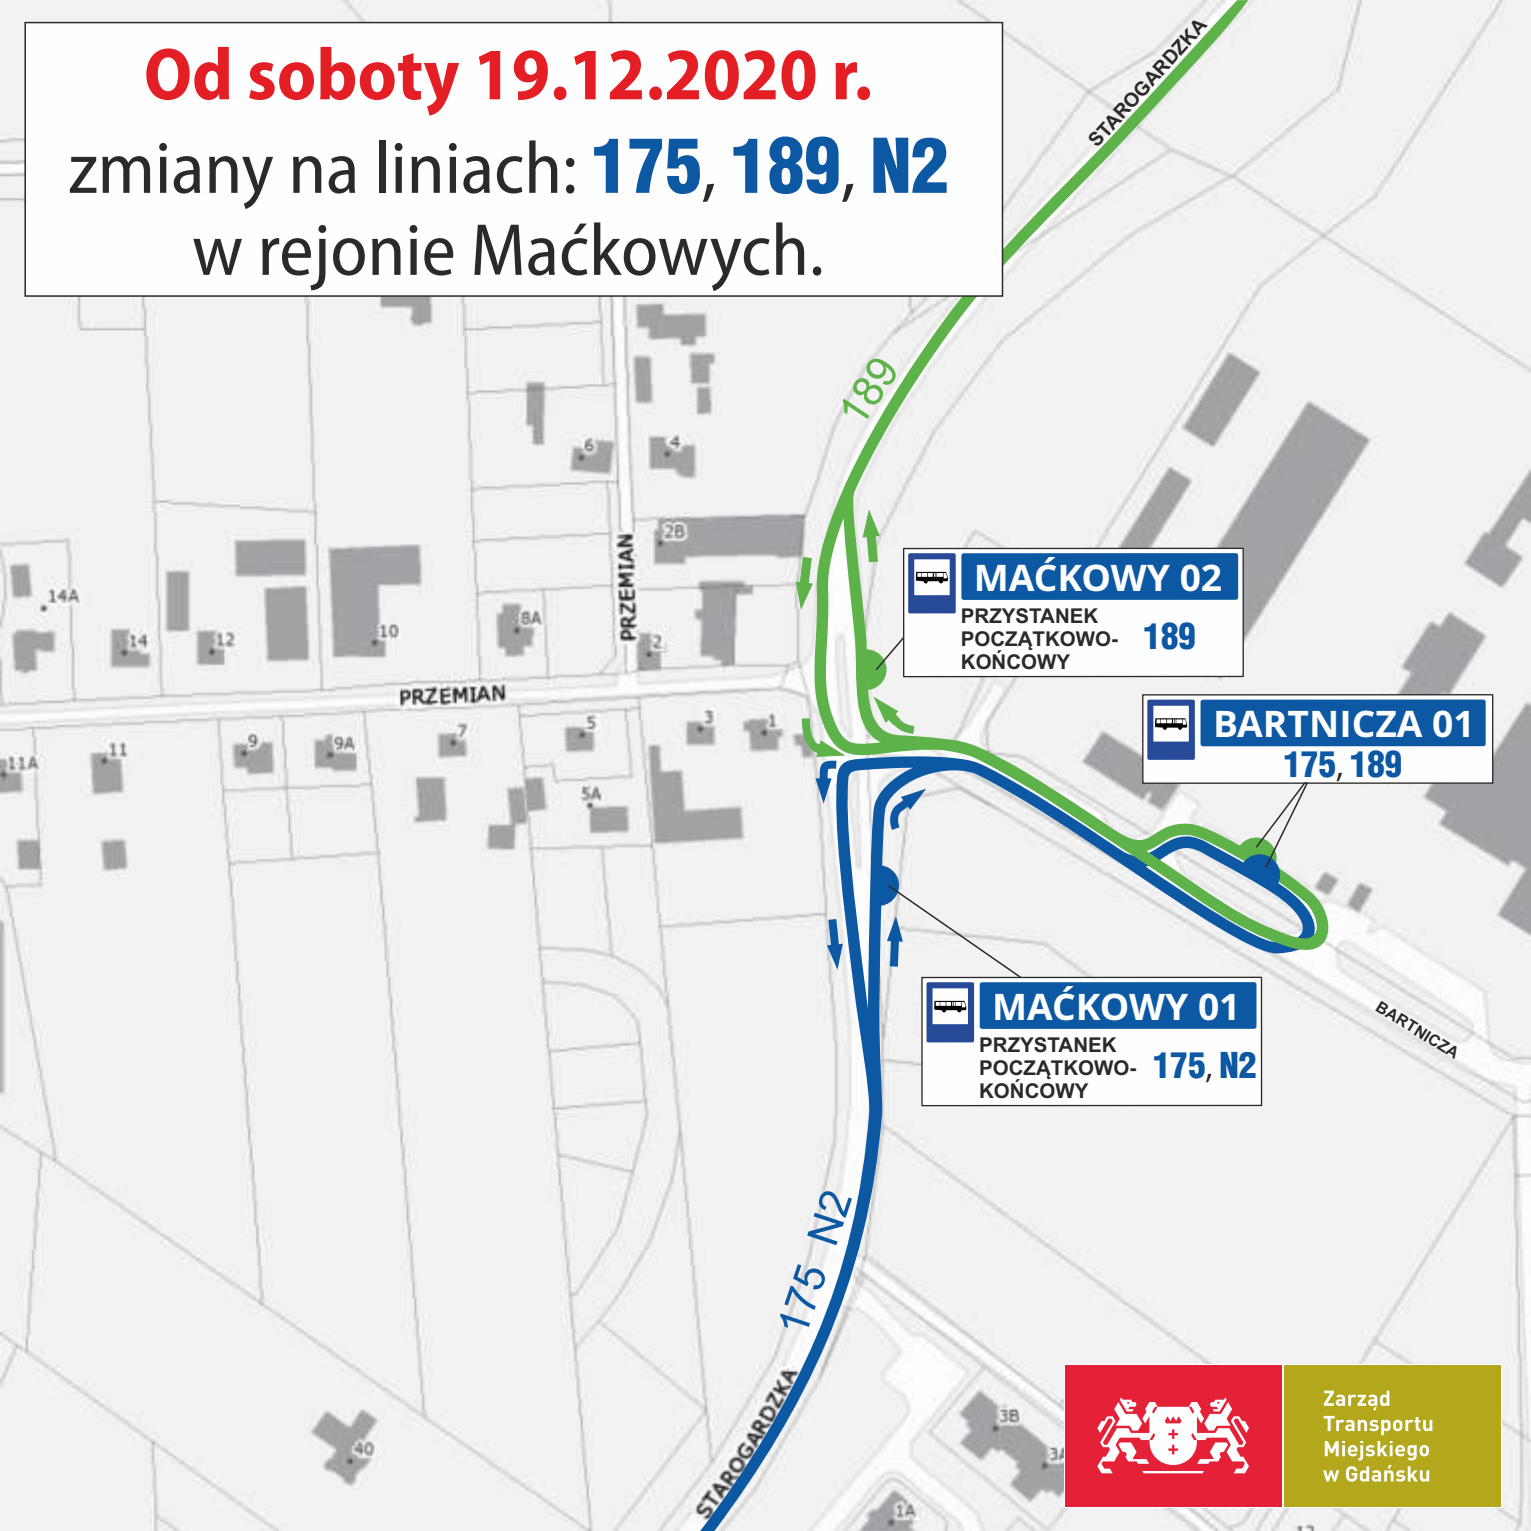 Od soboty 19.12.2020 r.
zmiany na liniach: 175, 189, N2
w rejonie Maćkowych.
STAROGARDZKA
189
6
4
2B
PRZEMIAN
14A
14
12
10
8A
2
MAĆKOWY 02
PRZYSTANEK
POCZĄTKOWO-
KOŃCOWY
189
PRZEMIAN
11A
11
9
9A
7
5
3
1
5A
BARTNICZA 01
175, 189
MAĆKOWY 01
PRZYSTANEK
POCZĄTKOWO-
KOŃCOWY
175, N2
BARTNICZA
175 N2
STAROGARDZKA
40
3B
3A
1A
Zarząd
Transportu
Miejskiego
w Gdańsku